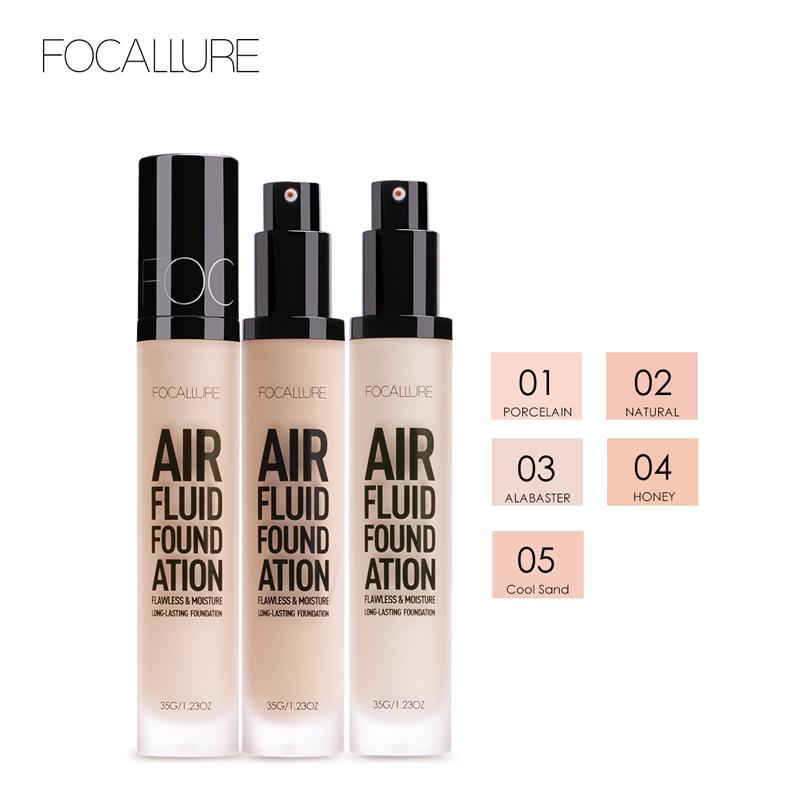 FOCALLURE
FOC
FOCALLURE
AIR
FLUID
FOUND
ATION
FLAWLESS & MOISTURE
LONG-LASTING FOUNDATION
35G/1.23OZ
FOCALLURE
AIR
FLUID
FOUND
ATION
FLAWLESS & MOISTURE
LONG-LASTING FOUNDATION
35G/1.23OZ
FOCALLURE
AIR
FLUID
FOUND
ATION
FLAWLESS & MOISTURE
LONG-LASTING FOUNDATION
35G/1.23OZ
01
PORCELAIN
02
NATURAL
03
ALABASTER
04
HONEY
05
Cool Sand